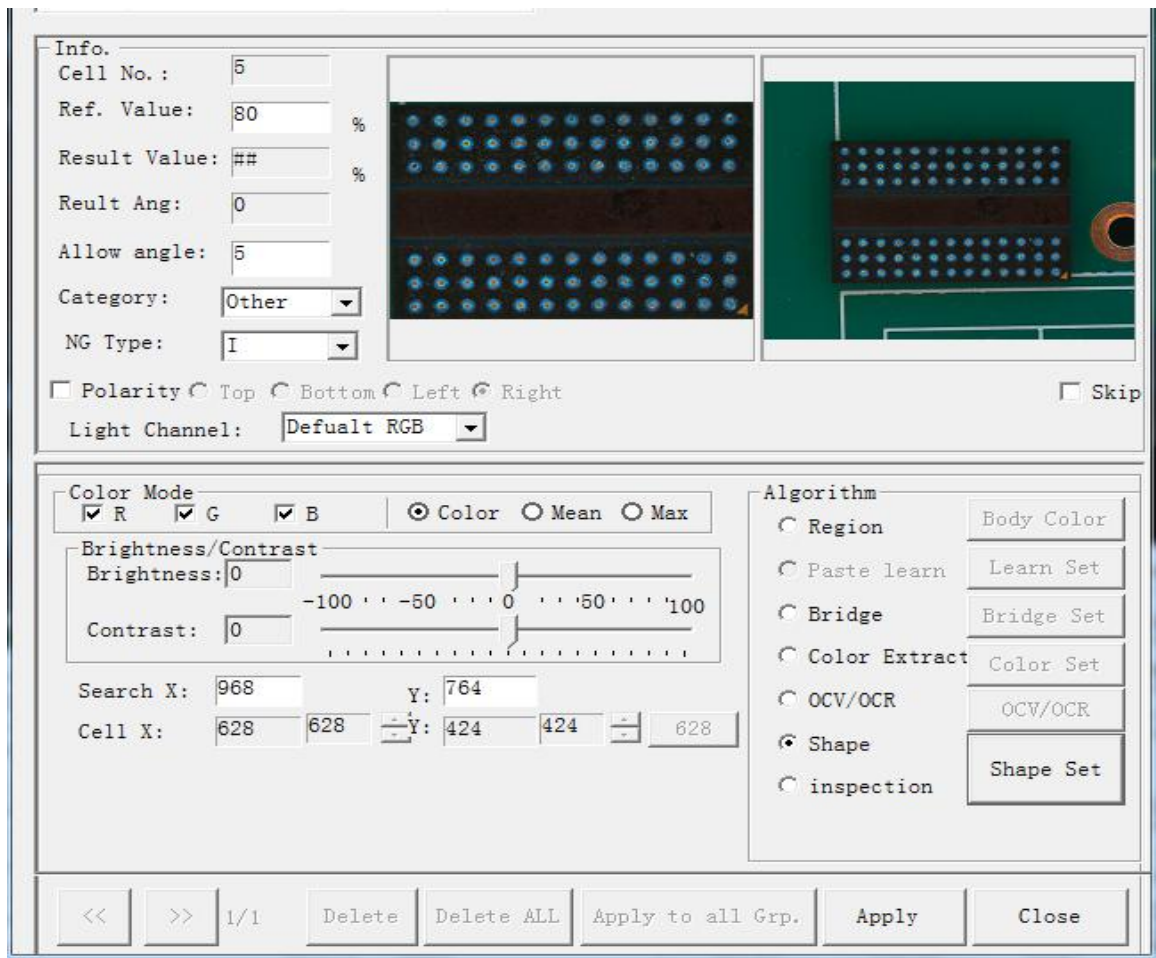 Info.
Cell No.: 5
Ref. Value: 80 %
Result Value: ## %
Reult Ang: 0
Allow angle: 5
Category: Other
NG Type: I
Polarity Top Bottom Left Right Skip
Light Channel: Defualt RGB
Color Mode
R G B Color Mean Max
Brightness/Contrast
Brightness: 0
-100 -50 0 50 100
Contrast: 0
Search X: 968 Y: 764
Cell X: 628 628 Y: 424 424 628
Algorithm
Region Body Color
Paste learn Learn Set
Bridge Bridge Set
Color Extract Color Set
OCV/OCR OCV/OCR
Shape Shape Set
inspection
<< >> 1/1 Delete Delete ALL Apply to all Grp. Apply Close